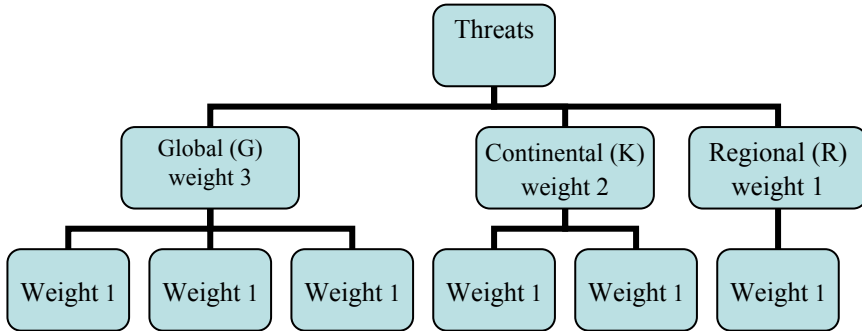 Threats
Global (G)
weight 3
Continental (K)
weight 2
Regional (R)
weight 1
Weight 1
Weight 1
Weight 1
Weight 1
Weight 1
Weight 1